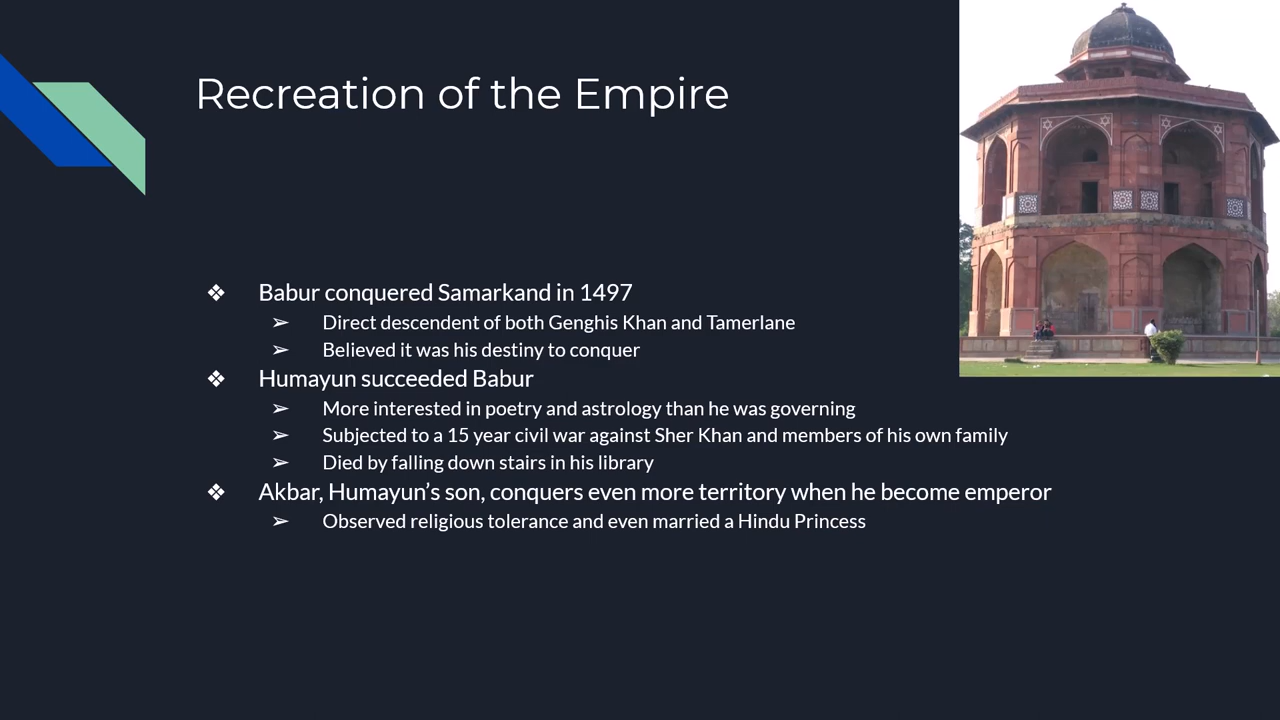 Recreation of the Empire
❖ Babur conquered Samarkand in 1497
➢ Direct descendent of both Genghis Khan and Tamerlane
➢ Believed it was his destiny to conquer
❖ Humayun succeeded Babur
➢ More interested in poetry and astrology than he was governing
➢ Subjected to a 15 year civil war against Sher Khan and members of his own family
➢ Died by falling down stairs in his library
❖ Akbar, Humayun’s son, conquers even more territory when he become emperor
➢ Observed religious tolerance and even married a Hindu Princess